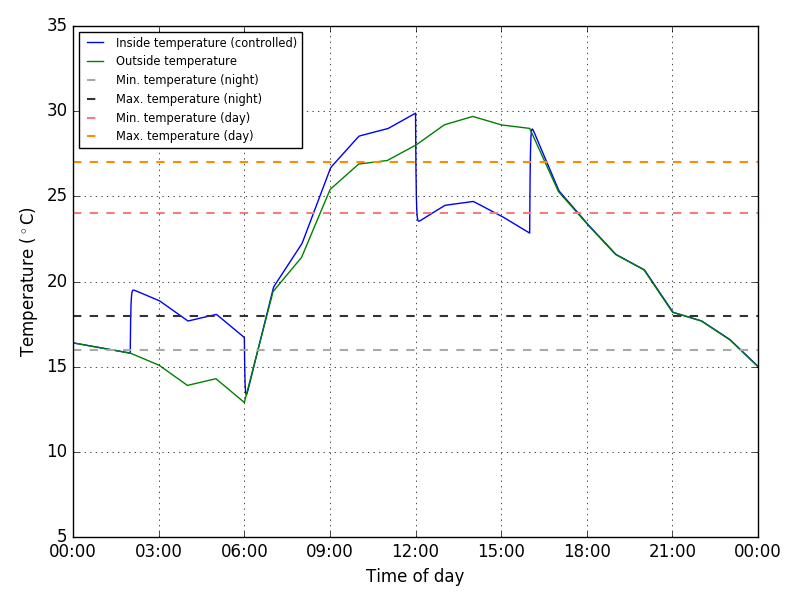 35
30
25
20
15
10
5
Temperature (°C)
Inside temperature (controlled)
Outside temperature
Min. temperature (night)
Max. temperature (night)
Min. temperature (day)
Max. temperature (day)
00:00 03:00 06:00 09:00 12:00 15:00 18:00 21:00 00:00
Time of day